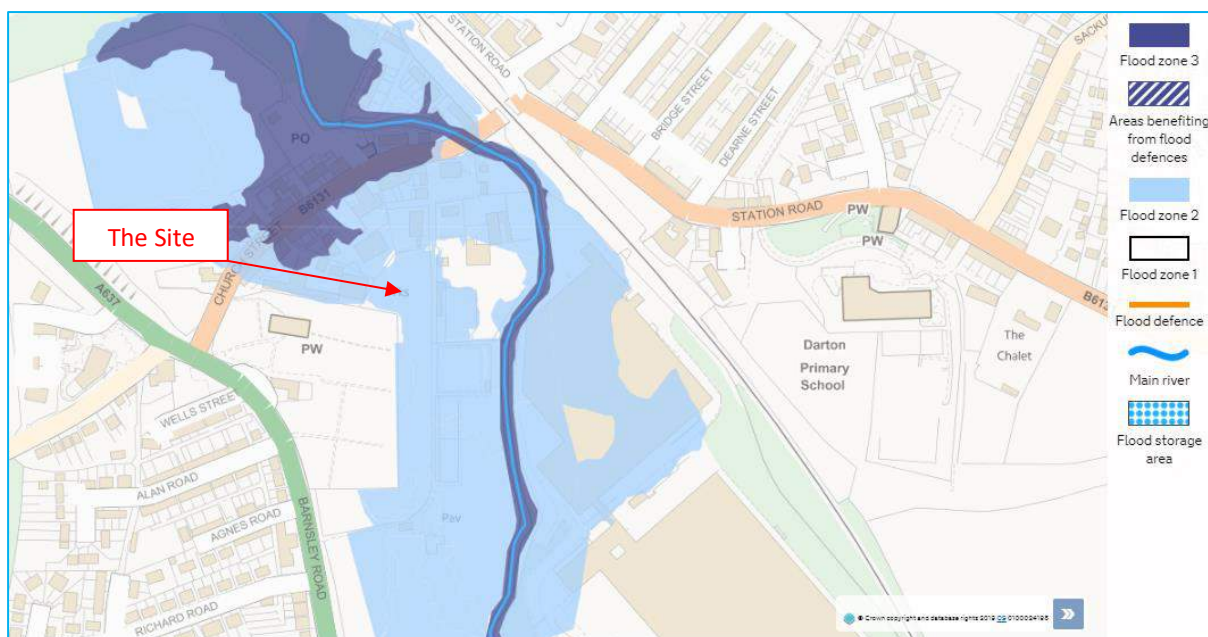 The Site
STATION ROAD
BRIDGE STREET
DEARNE STREET
PO
B6131
CHURCH STREET
A637
PW
WELLS STREET
ALAN ROAD
AGNES ROAD
RICHARD ROAD
BARNSLEY ROAD
Pav
STATION ROAD
PW
PW
Darton
Primary
School
The
Chalet
Flood zone 3
Areas benefiting
from flood
defences
Flood zone 2
Flood zone 1
Flood defence
Main river
Flood storage
area